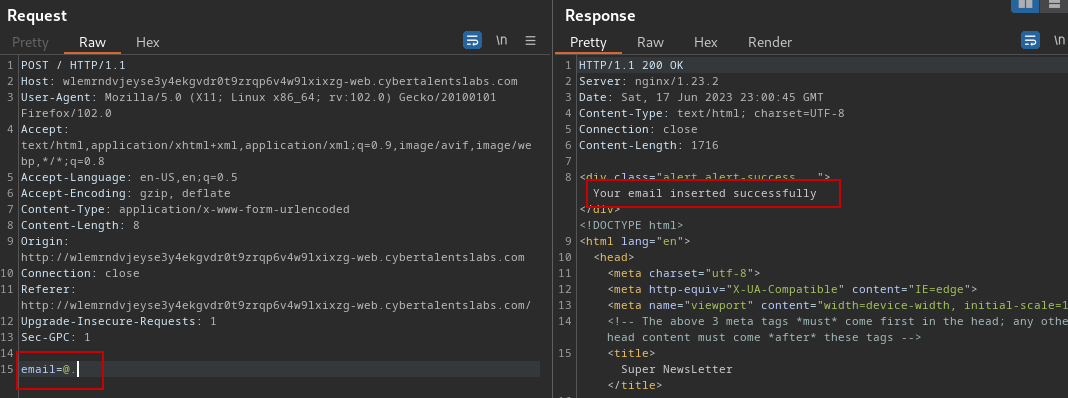 Request
Pretty Raw Hex \n
1 POST / HTTP/1.1
2 Host: wlemrndvjeyse3y4ekgvdr0t9zrqp6v4w9lxixzg-web.cybertalentslabs.com
3 User-Agent: Mozilla/5.0 (X11; Linux x86_64; rv:102.0) Gecko/20100101
Firefox/102.0
4 Accept:
text/html,application/xhtml+xml,application/xml;q=0.9,image/avif,image/we
bp,*/*;q=0.8
5 Accept-Language: en-US,en;q=0.5
6 Accept-Encoding: gzip, deflate
7 Content-Type: application/x-www-form-urlencoded
8 Content-Length: 8
9 Origin:
http://wlemrndvjeyse3y4ekgvdr0t9zrqp6v4w9lxixzg-web.cybertalentslabs.com
10 Connection: close
11 Referer:
http://wlemrndvjeyse3y4ekgvdr0t9zrqp6v4w9lxixzg-web.cybertalentslabs.com/
12 Upgrade-Insecure-Requests: 1
13 Sec-GPC: 1
14
15 email=@.
Response
Pretty Raw Hex Render \n
1 HTTP/1.1 200 OK
2 Server: nginx/1.23.2
3 Date: Sat, 17 Jun 2023 23:00:45 GMT
4 Content-Type: text/html; charset=UTF-8
5 Connection: close
6 Content-Length: 1716
7
8 <div class="alert alert-success ">
Your email inserted successfully
</div>
<!DOCTYPE html>
9 <html lang="en">
10 <head>
11 <meta charset="utf-8">
12 <meta http-equiv="X-UA-Compatible" content="IE=edge">
13 <meta name="viewport" content="width=device-width, initial-scale=1
14 <!-- The above 3 meta tags *must* come first in the head; any othe
head content must come *after* these tags -->
15 <title>
Super NewsLetter
</title>